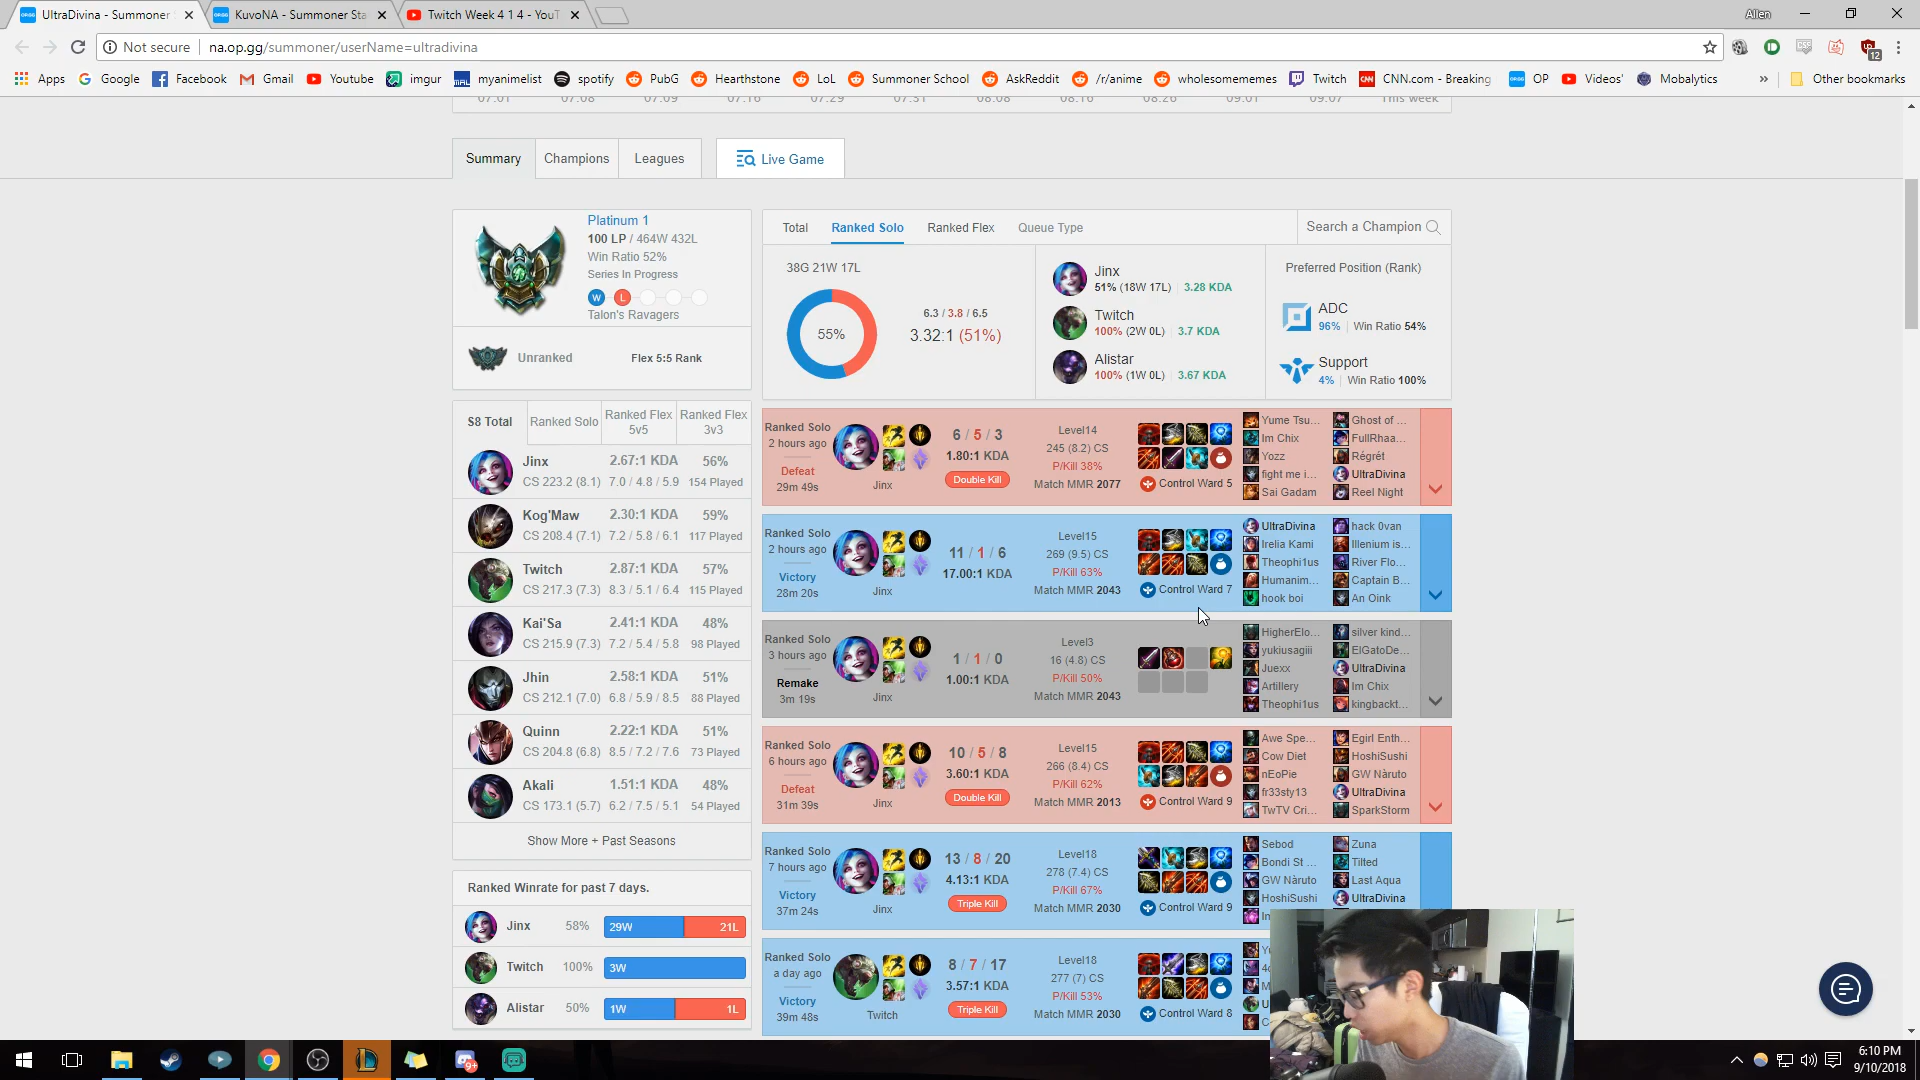 UltraDivina - Summoner S
KuvoNA - Summoner Sta
Twitch Week 4 1 4 - YouT
Allen
Not secure
na.op.gg/summoner/userName=ultradivina
12
Apps
Google
Facebook
Gmail
Youtube
imgur
myanimelist
spotify
PubG
Hearthstone
LoL
Summoner School
AskReddit
/r/anime
wholesomememes
Twitch
CNN.com - Breaking
OP
Videos'
Mobalytics
»
Other bookmarks
07.01 07.08 07.09 07.16 07.29 07.31 08.08 08.16 08.26 09.01 09.07 This week
Summary
Champions
Leagues
Live Game
Platinum 1
100 LP / 464W 432L
Win Ratio 52%
Series In Progress
W L
Talon's Ravagers
Unranked
Flex 5:5 Rank
S8 Total
Ranked Solo
Ranked Flex 5v5
Ranked Flex 3v3
Jinx 2.67:1 KDA 56%
CS 223.2 (8.1) 7.0 / 4.8 / 5.9 154 Played
Kog'Maw 2.30:1 KDA 59%
CS 208.4 (7.1) 7.2 / 5.8 / 6.1 117 Played
Twitch 2.87:1 KDA 57%
CS 217.3 (7.3) 8.3 / 5.1 / 6.4 115 Played
Kai'Sa 2.41:1 KDA 48%
CS 215.9 (7.3) 7.2 / 5.4 / 5.8 98 Played
Jhin 2.58:1 KDA 51%
CS 212.1 (7.0) 6.8 / 5.9 / 8.5 88 Played
Quinn 2.22:1 KDA 51%
CS 204.8 (6.8) 8.5 / 7.2 / 7.6 73 Played
Akali 1.51:1 KDA 48%
CS 173.1 (5.7) 6.2 / 7.5 / 5.1 54 Played
Show More + Past Seasons
Ranked Winrate for past 7 days.
Jinx 58% 29W 21L
Twitch 100% 3W
Alistar 50% 1W 1L
Total
Ranked Solo
Ranked Flex
Queue Type
Search a Champion
38G 21W 17L
55%
6.3 / 3.8 / 6.5
3.32:1 (51%)
Jinx
51% (18W 17L) 3.28 KDA
Twitch
100% (2W 0L) 3.7 KDA
Alistar
100% (1W 0L) 3.67 KDA
Preferred Position (Rank)
ADC
96% Win Ratio 54%
Support
4% Win Ratio 100%
Ranked Solo
2 hours ago
Defeat
29m 49s
Jinx
6 / 5 / 3
1.80:1 KDA
Double Kill
Level14
245 (8.2) CS
P/Kill 38%
Match MMR 2077
Control Ward 5
Yume Tsu... Ghost of ...
Im Chix FullRhaa...
Yozz Régrét
fight me i... UltraDivina
Sai Gadam Reel Night
Ranked Solo
2 hours ago
Victory
28m 20s
Jinx
11 / 1 / 6
17.00:1 KDA
Level15
269 (9.5) CS
P/Kill 63%
Match MMR 2043
Control Ward 7
UltraDivina hack 0van
Irelia Kami Illenium is...
Theophi1us River Flo...
Humanim... Captain B...
hook boi An Oink
Ranked Solo
3 hours ago
Remake
3m 19s
Jinx
1 / 1 / 0
1.00:1 KDA
Level3
16 (4.8) CS
P/Kill 50%
Match MMR 2043
HigherElo... silver kind...
yukiusagiii ElGatoDe...
Juexx UltraDivina
Artillery Im Chix
Theophi1us kingbackt...
Ranked Solo
6 hours ago
Defeat
31m 39s
Jinx
10 / 5 / 8
3.60:1 KDA
Double Kill
Level15
266 (8.4) CS
P/Kill 62%
Match MMR 2013
Control Ward 9
Awe Spe... Egirl Enth...
Cow Diet HoshiSushi
nEoPie GW Nàruto
fr33sty13 UltraDivina
TwTV Cri... SparkStorm
Ranked Solo
7 hours ago
Victory
37m 24s
Jinx
13 / 8 / 20
4.13:1 KDA
Triple Kill
Level18
278 (7.4) CS
P/Kill 67%
Match MMR 2030
Control Ward 9
Sebod Zuna
Bondi St ... Tilted
GW Nàruto Last Aqua
HoshiSushi UltraDivina
Ranked Solo
a day ago
Victory
39m 48s
Twitch
8 / 7 / 17
3.57:1 KDA
Triple Kill
Level18
277 (7) CS
P/Kill 53%
Match MMR 2030
Control Ward 8
9+
6:10 PM
9/10/2018